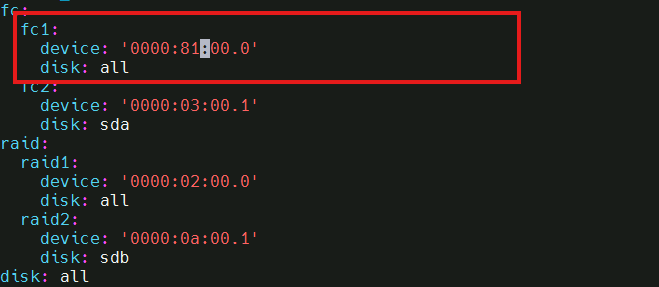 fc:
  fc1:
    device: '0000:81:00.0'
    disk: all
  fc2:
    device: '0000:03:00.1'
    disk: sda
raid:
  raid1:
    device: '0000:02:00.0'
    disk: all
  raid2:
    device: '0000:0a:00.1'
    disk: sdb
disk: all